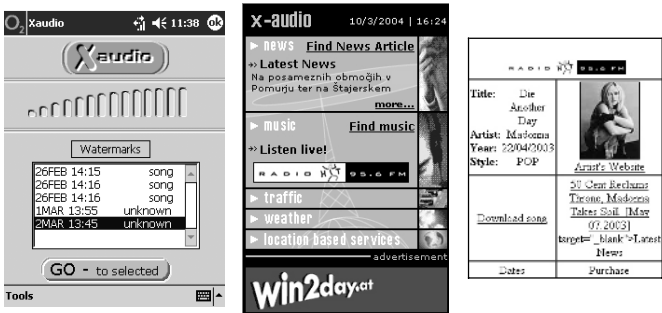 O2 Xaudio 11:38 ok
Xaudio
Watermarks
26FEB 14:15 song
26FEB 14:16 song
26FEB 14:16 song
1MAR 13:55 unknown
2MAR 13:45 unknown
GO - to selected
Tools
x-audio 10/3/2004 | 16:24
news Find News Article
Latest News
Na posameznih območjih v
Pomurju ter na Štajerskem
more...
music Find music
Listen live!
RADIO HIT 95.6 FM
traffic
weather
location based services
advertisement
win2day.at
RADIO HIT 95.6 FM
Title: Die
Another
Day
Artist: Madonna
Year: 22/04/2003
Style: POP
Artist's Website
Download song
50 Cent Reclaims
Throne, Madonna
Takes Soil. [May
07.2003]
target='_blank'>Latest
News
Dates Purchase